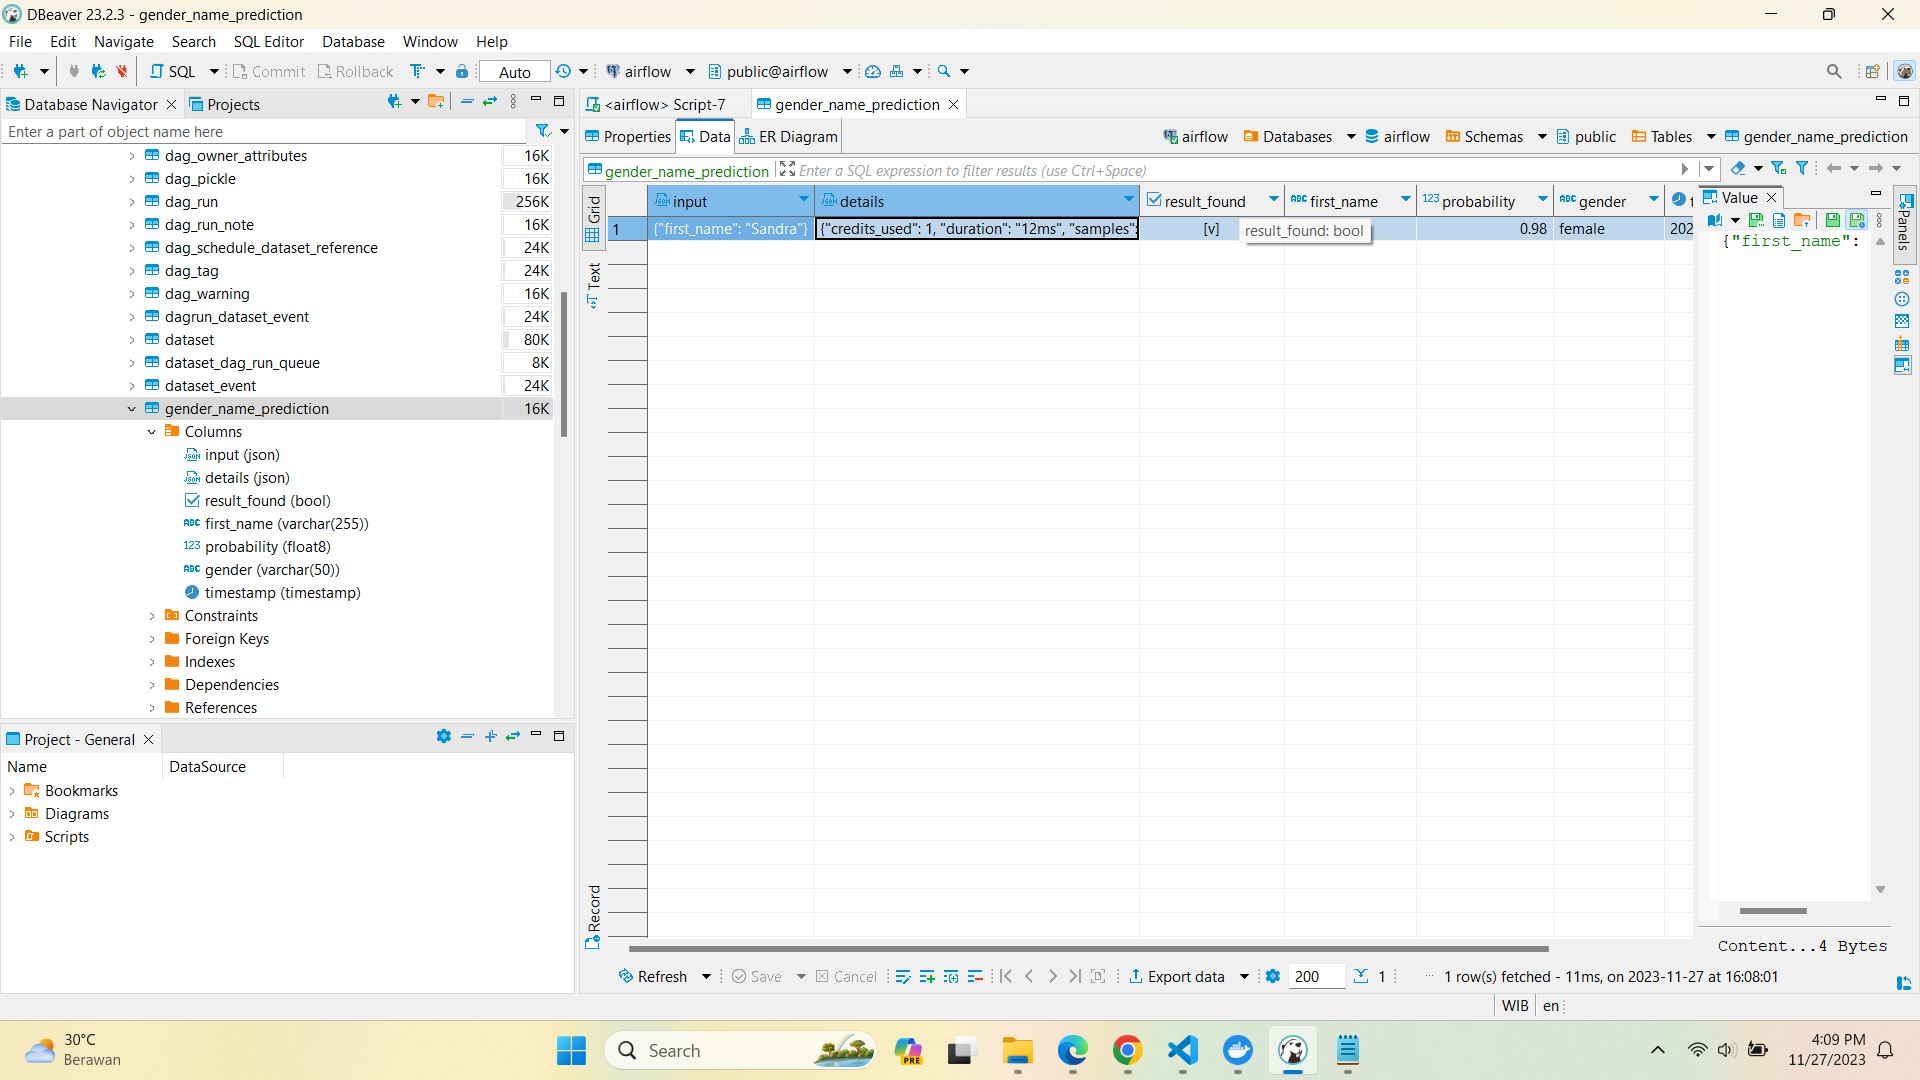 DBeaver 23.2.3 - gender_name_prediction
File Edit Navigate Search SQL Editor Database Window Help
SQL Commit Rollback Auto airflow public@airflow
Database Navigator Projects
Enter a part of object name here
dag_owner_attributes 16K
dag_pickle 16K
dag_run 256K
dag_run_note 16K
dag_schedule_dataset_reference 24K
dag_tag 24K
dag_warning 16K
dagrun_dataset_event 24K
dataset 80K
dataset_dag_run_queue 8K
dataset_event 24K
gender_name_prediction 16K
Columns
input (json)
details (json)
result_found (bool)
first_name (varchar(255))
probability (float8)
gender (varchar(50))
timestamp (timestamp)
Constraints
Foreign Keys
Indexes
Dependencies
References
Project - General
Name DataSource
Bookmarks
Diagrams
Scripts
<airflow> Script-7 gender_name_prediction
Properties Data ER Diagram airflow Databases airflow Schemas public Tables gender_name_prediction
gender_name_prediction Enter a SQL expression to filter results (use Ctrl+Space)
Grid
Text
Record
input details result_found first_name probability gender t
1 {"first_name": "Sandra"} {"credits_used": 1, "duration": "12ms", "samples": [v] 0.98 female 202
result_found: bool
Value
{"first_name":
Panels
Content...4 Bytes
Refresh Save Cancel Export data 200 1 ... 1 row(s) fetched - 11ms, on 2023-11-27 at 16:08:01
WIB en
30°C
Berawan
Search
PRE
4:09 PM
11/27/2023